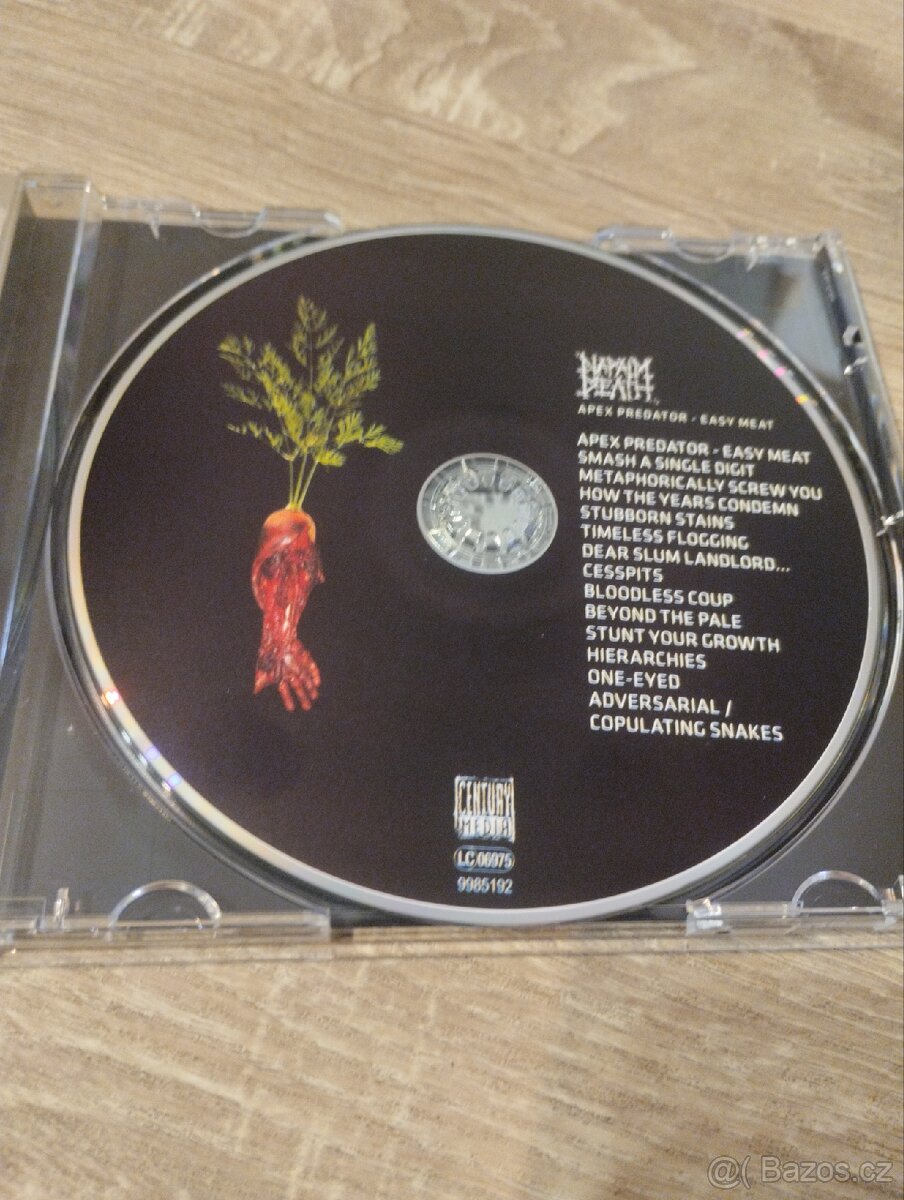 NAPALM
DEATH
APEX PREDATOR - EASY MEAT
APEX PREDATOR - EASY MEAT
SMASH A SINGLE DIGIT
METAPHORICALLY SCREW YOU
HOW THE YEARS CONDEMN
STUBBORN STAINS
TIMELESS FLOGGING
DEAR SLUM LANDLORD...
CESSPITS
BLOODLESS COUP
BEYOND THE PALE
STUNT YOUR GROWTH
HIERARCHIES
ONE-EYED
ADVERSARIAL /
COPULATING SNAKES
CENTURY
MEDIA
LC 06975
9985192
@( Bazos.cz